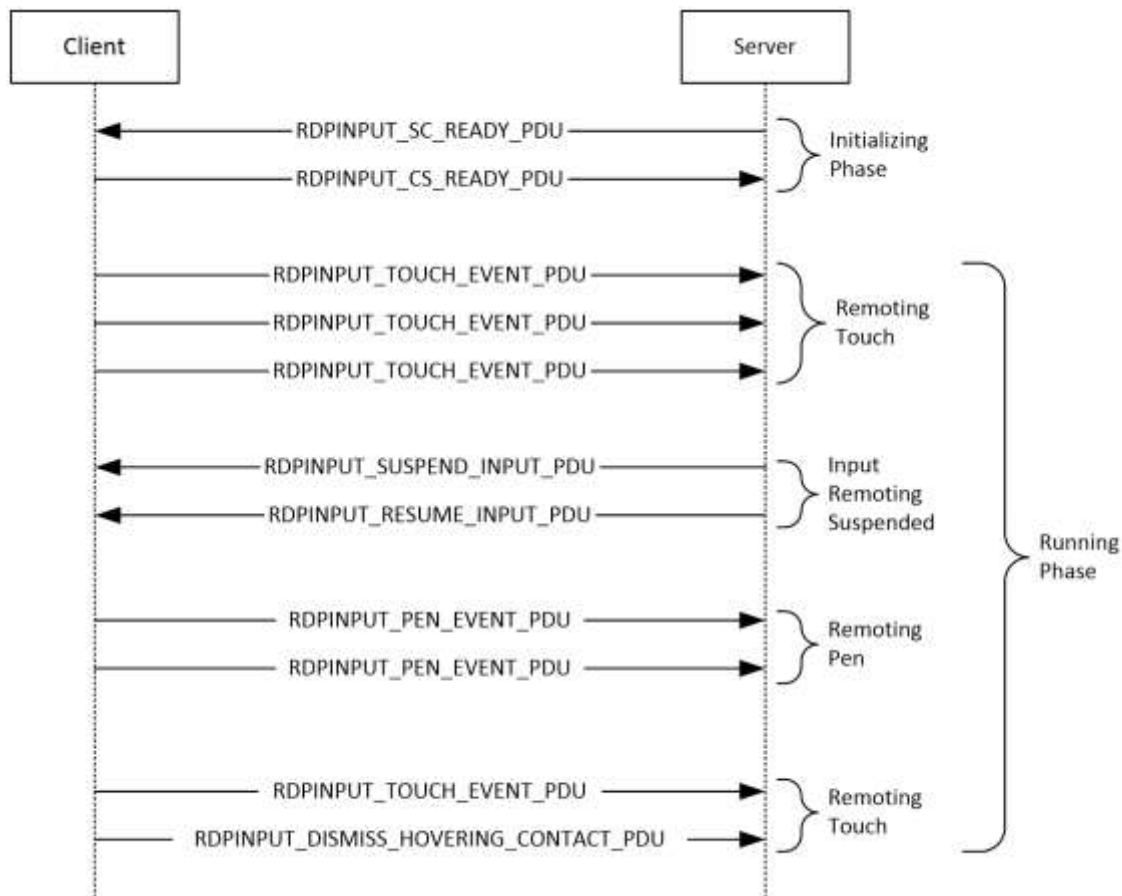 Client
Server
RDPINPUT_SC_READY_PDU
RDPINPUT_CS_READY_PDU
Initializing
Phase
RDPINPUT_TOUCH_EVENT_PDU
RDPINPUT_TOUCH_EVENT_PDU
RDPINPUT_TOUCH_EVENT_PDU
Remoting
Touch
RDPINPUT_SUSPEND_INPUT_PDU
RDPINPUT_RESUME_INPUT_PDU
Input
Remoting
Suspended
Running
Phase
RDPINPUT_PEN_EVENT_PDU
RDPINPUT_PEN_EVENT_PDU
Remoting
Pen
RDPINPUT_TOUCH_EVENT_PDU
RDPINPUT_DISMISS_HOVERING_CONTACT_PDU
Remoting
Touch